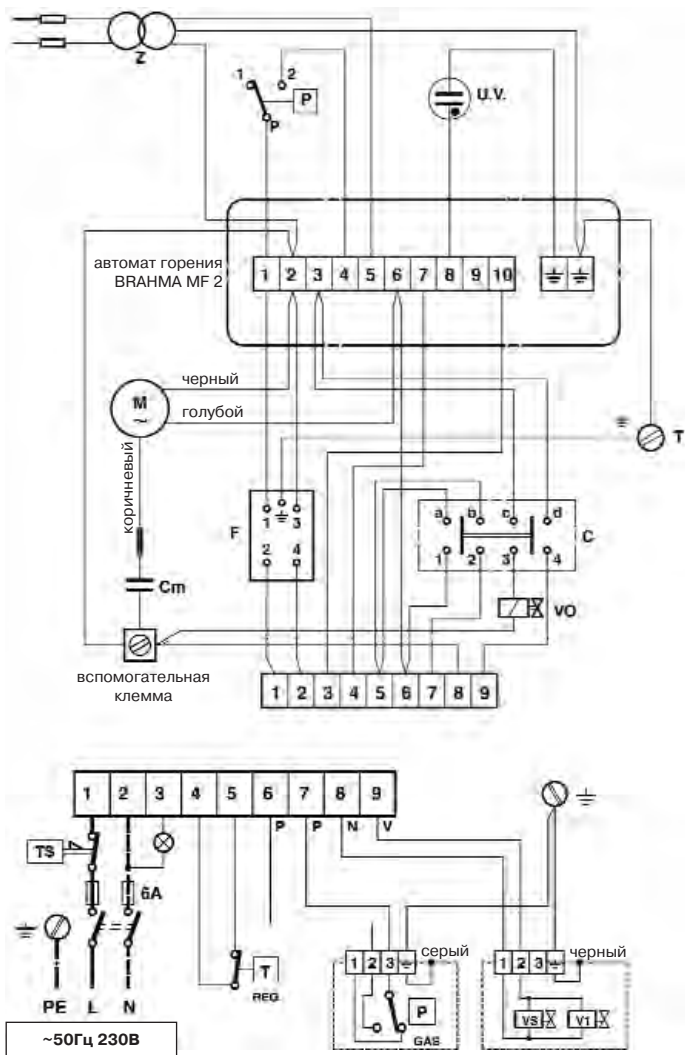 Z
1 2
P
P
U.V.
автомат горения
BRAHMA MF 2
1 2 3 4 5 6 7 8 9 10
черный
M
~
голубой
T
коричневый
F
1 3
2 4
a b c d
C
1 2 3 4
Cm
VO
вспомогательная
клемма
1 2 3 4 5 6 7 8 9
1 2 3 4 5 6 7 8 9
P P N V
TS
6A
серый
черный
1 2 3
1 2 3
T
REG.
P
GAS
VS V1
PE L N
~50Гц 230В